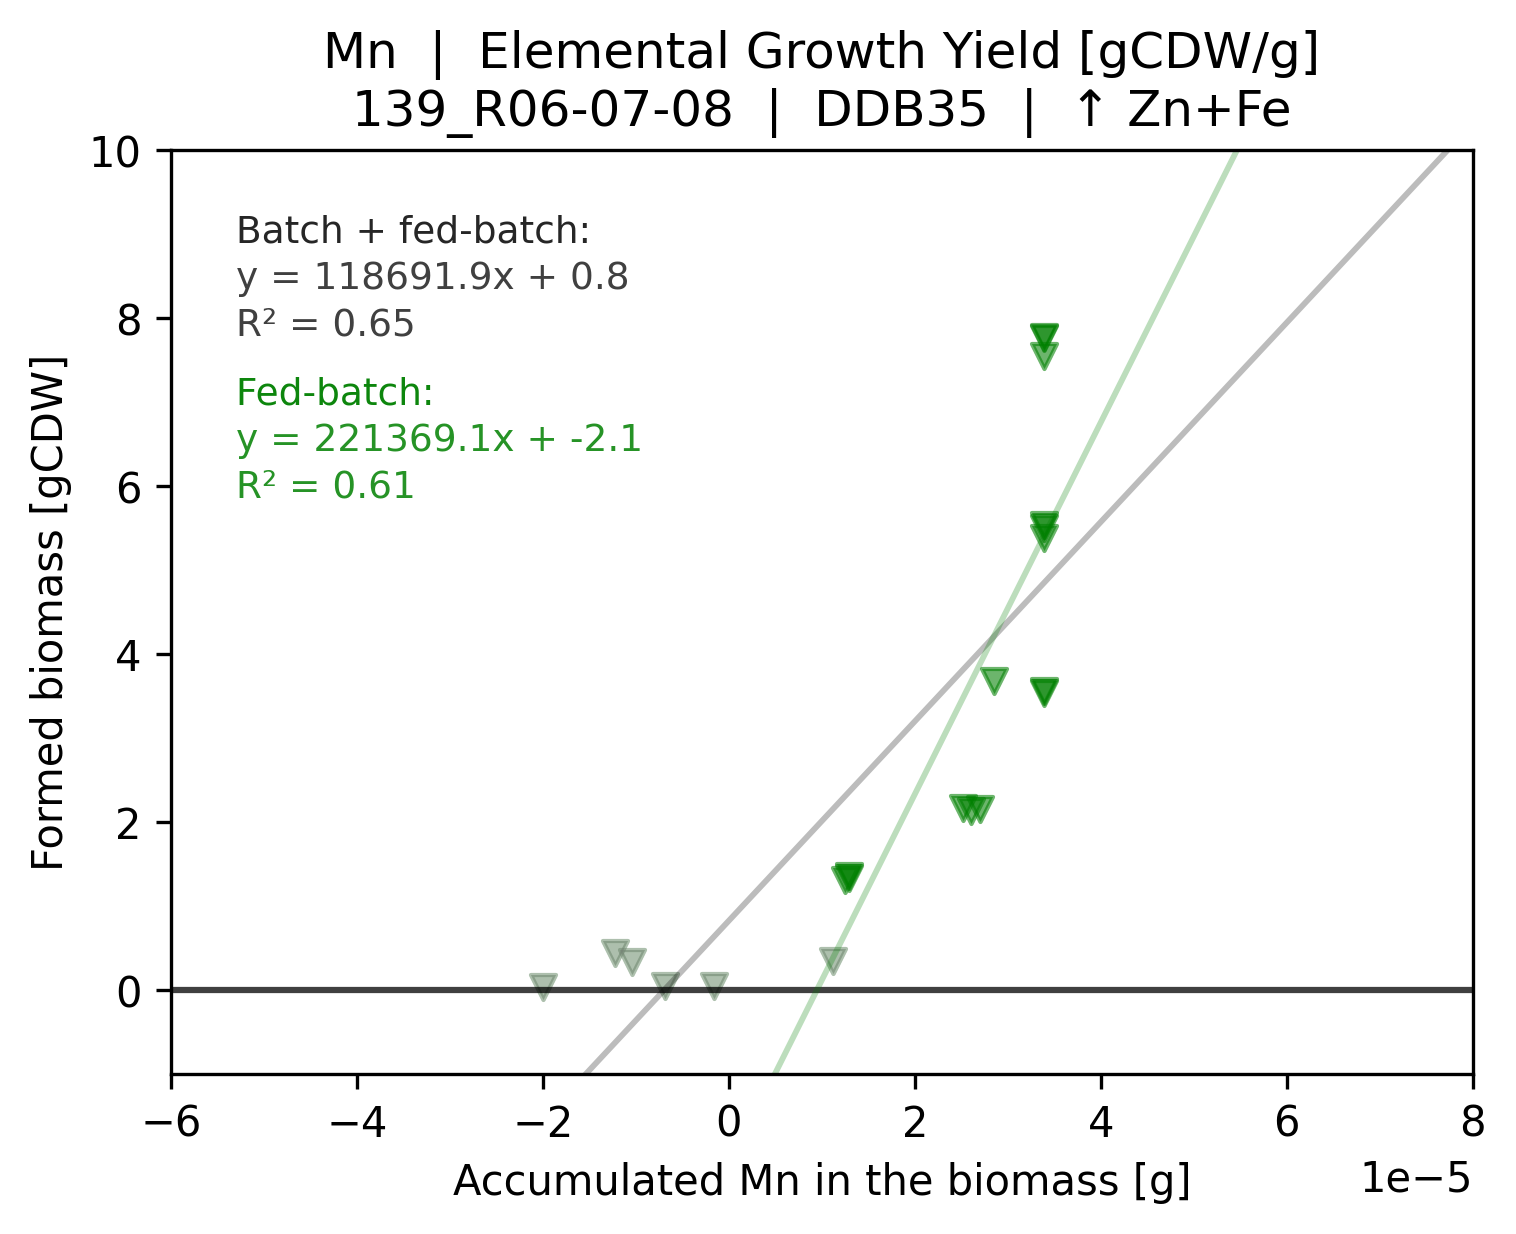 Mn  |  Elemental Growth Yield [gCDW/g]
139_R06-07-08  |  DDB35  |  ↑ Zn+Fe
10
8
6
4
2
0
Formed biomass [gCDW]
Batch + fed-batch:
y = 118691.9x + 0.8
R² = 0.65
Fed-batch:
y = 221369.1x + -2.1
R² = 0.61
−6 −4 −2 0 2 4 6 8
Accumulated Mn in the biomass [g]
1e−5